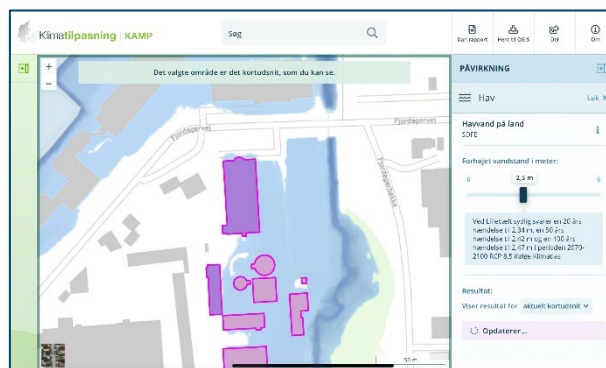 Klimatilpasning | KAMP
Søg
Dan rapport
Hent til QGIS
Del
Om
Det valgte område er det kortudsnit, som du kan se.
+
−
Fjordagervej
Fjordagervej
Fjordagerbakke
50 m
PÅVIRKNING
Hav
Luk ×
Havvand på land
SDFE
i
Forhøjet vandstand i meter:
0
6
2,5 m
Ved Lillebælt sydlig svarer en 20 års
hændelse til 2,34 m, en 50 års
hændelse til 2,42 m og en 100 års
hændelse til 2,47 m i perioden 2070-
2100 RCP 8.5 ifølge Klimatlas
Resultat:
Viser resultat for aktuelt kortudsnit
Opdaterer...